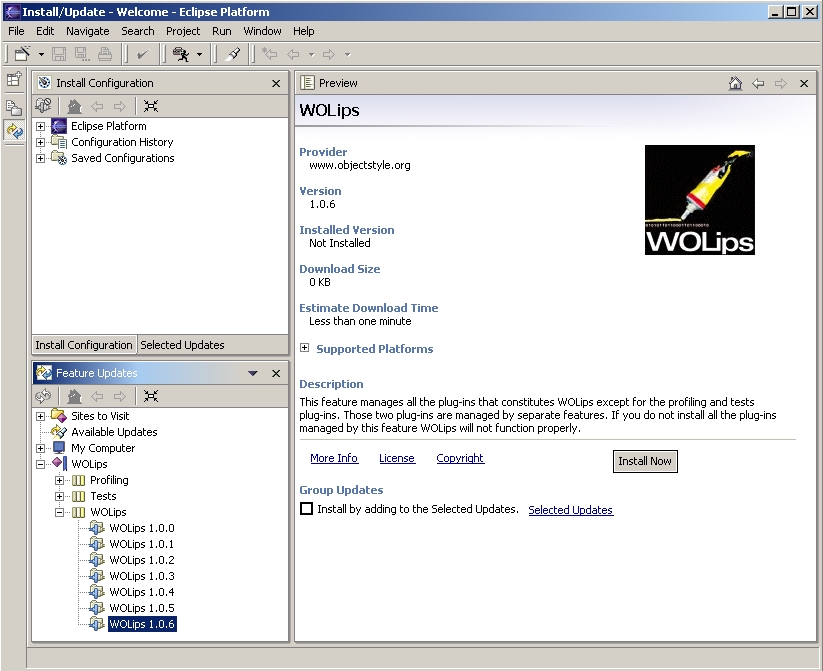 Install/Update - Welcome - Eclipse Platform
File Edit Navigate Search Project Run Window Help
Install Configuration
Eclipse Platform
Configuration History
Saved Configurations
Install Configuration Selected Updates
Feature Updates
Sites to Visit
Available Updates
My Computer
WOLips
Profiling
Tests
WOLips
WOLips 1.0.0
WOLips 1.0.1
WOLips 1.0.2
WOLips 1.0.3
WOLips 1.0.4
WOLips 1.0.5
WOLips 1.0.6
Preview
WOLips
Provider
www.objectstyle.org
Version
1.0.6
Installed Version
Not Installed
Download Size
0 KB
Estimate Download Time
Less than one minute
Supported Platforms
WOLips
Description
This feature manages all the plug-ins that constitutes WOLips except for the profiling and tests
plug-ins. Those two plug-ins are managed by separate features. If you do not install all the plug-ins
managed by this feature WOLips will not function properly.
More Info License Copyright Install Now
Group Updates
Install by adding to the Selected Updates. Selected Updates